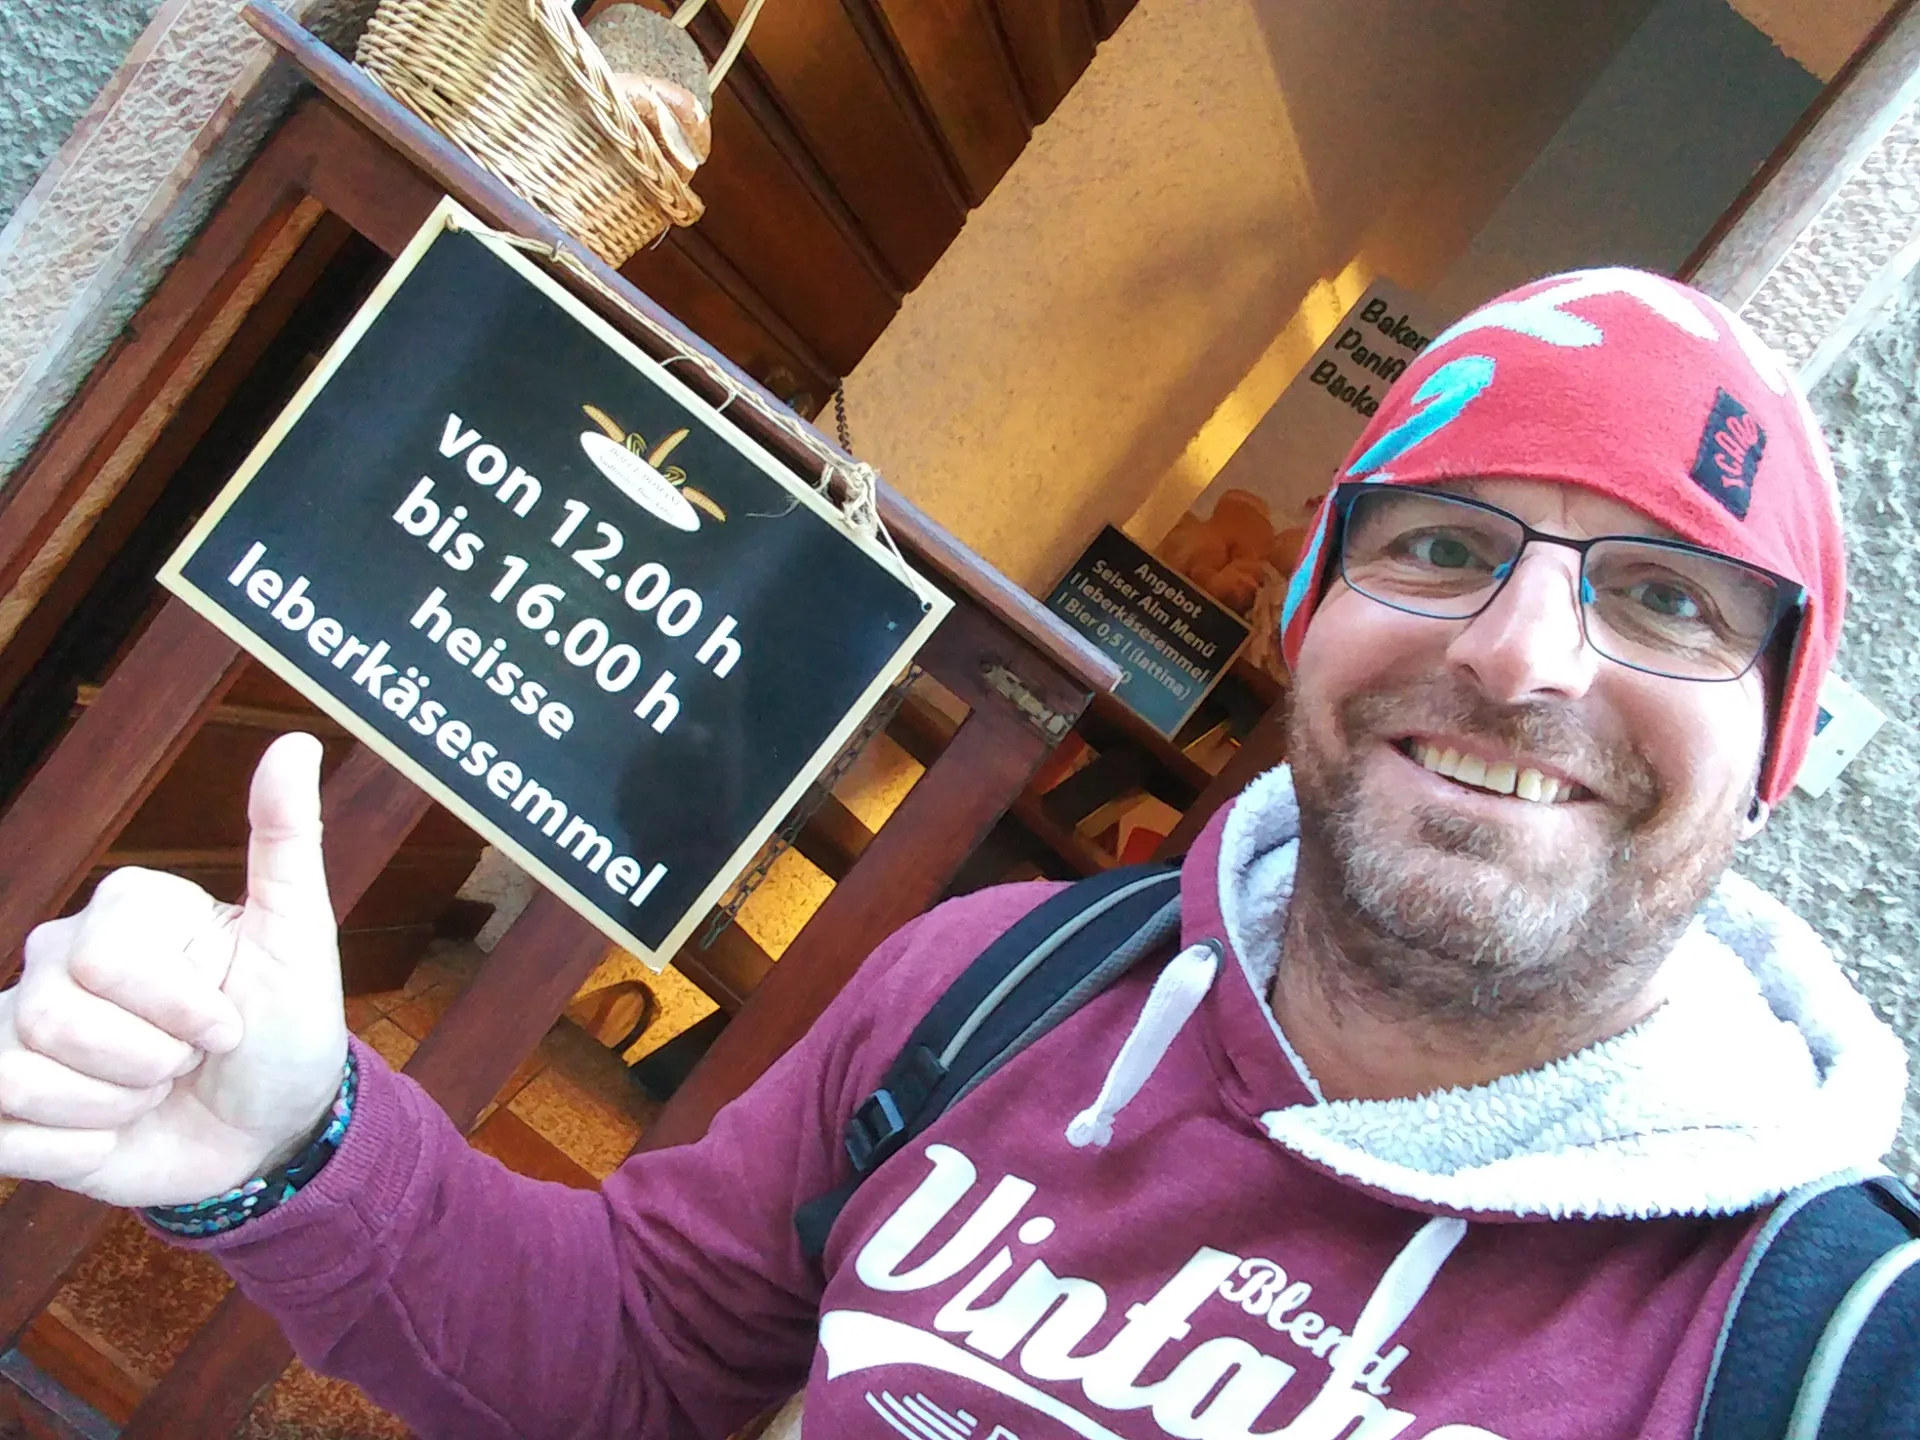 von 12.00 h
bis 16.00 h
heisse
leberkäsesemmel
Angebot
Seiser Alm Menü
1 leberkäsesemmel
1 Bier 0,5 l (lattina)
Vintage
Blend